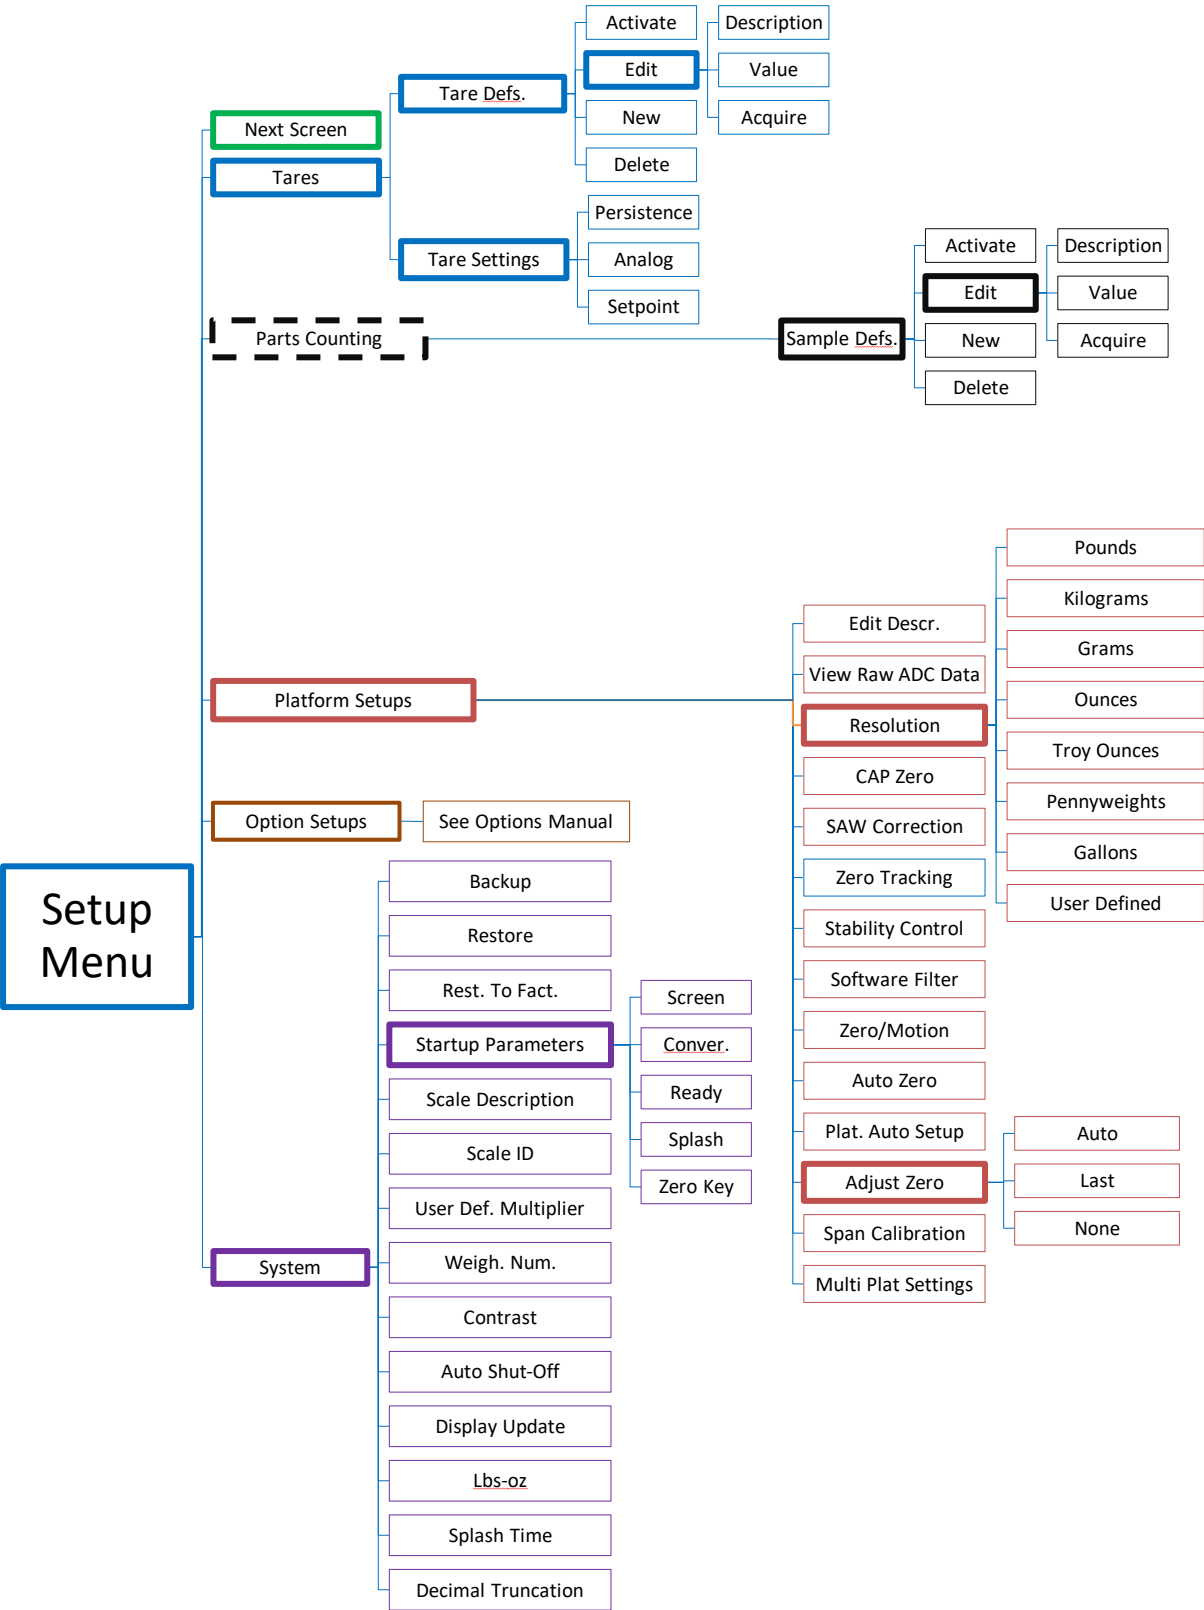 Activate
Description
Edit
Value
Tare Defs.
New
Acquire
Next Screen
Delete
Tares
Persistence
Tare Settings
Analog
Setpoint
Activate
Description
Edit
Value
Parts Counting
Sample Defs.
New
Acquire
Delete
Pounds
Kilograms
Edit Descr.
Grams
View Raw ADC Data
Platform Setups
Ounces
Resolution
Troy Ounces
CAP Zero
Pennyweights
Option Setups
See Options Manual
SAW Correction
Gallons
Backup
Zero Tracking
User Defined
Setup
Menu
Restore
Stability Control
Rest. To Fact.
Software Filter
Screen
Startup Parameters
Conver.
Zero/Motion
Scale Description
Ready
Auto Zero
Scale ID
Splash
Plat. Auto Setup
Auto
User Def. Multiplier
Zero Key
Adjust Zero
Last
System
Weigh. Num.
Span Calibration
None
Contrast
Multi Plat Settings
Auto Shut-Off
Display Update
Lbs-oz
Splash Time
Decimal Truncation